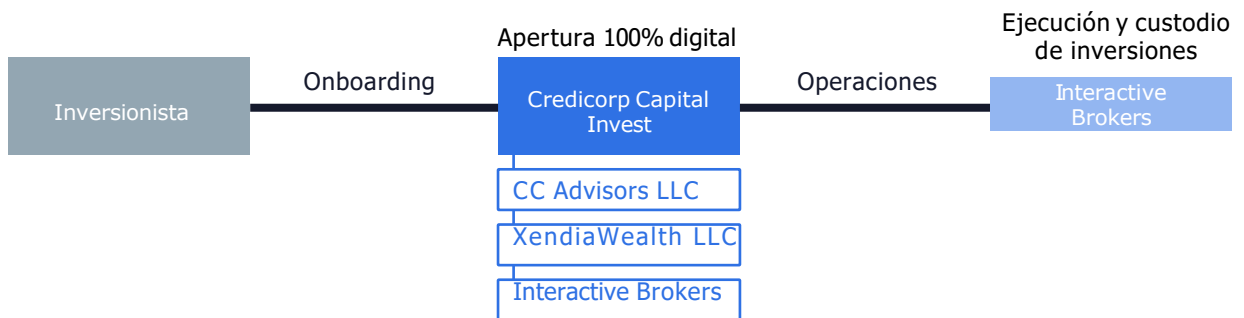 Ejecución y custodio
de inversiones
Apertura 100% digital
Inversionista
Onboarding
Credicorp Capital
Invest
Operaciones
Interactive
Brokers
CC Advisors LLC
XendiaWealth LLC
Interactive Brokers